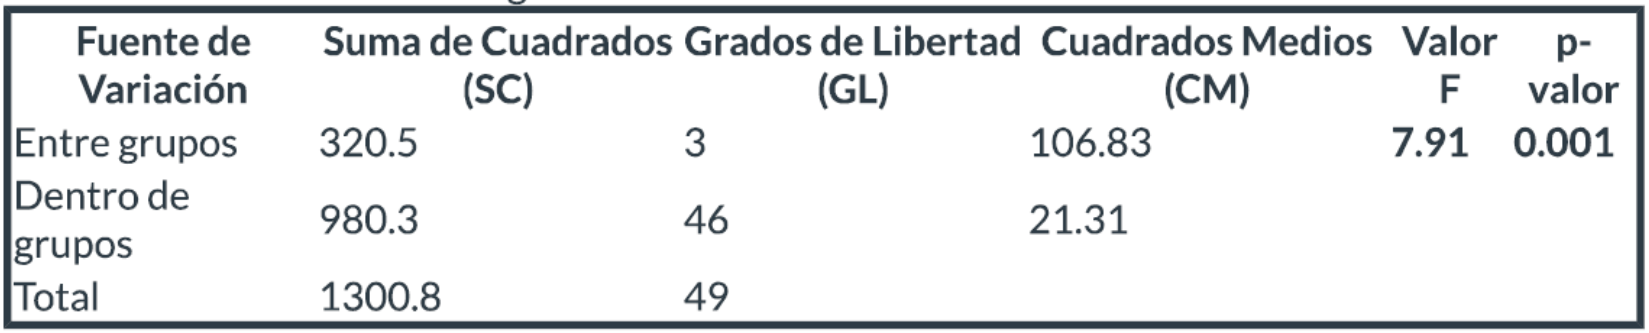 Fuente de Variación Suma de Cuadrados (SC) Grados de Libertad (GL) Cuadrados Medios (CM) Valor F p-valor
Entre grupos 320.5 3 106.83 7.91 0.001
Dentro de grupos 980.3 46 21.31
Total 1300.8 49